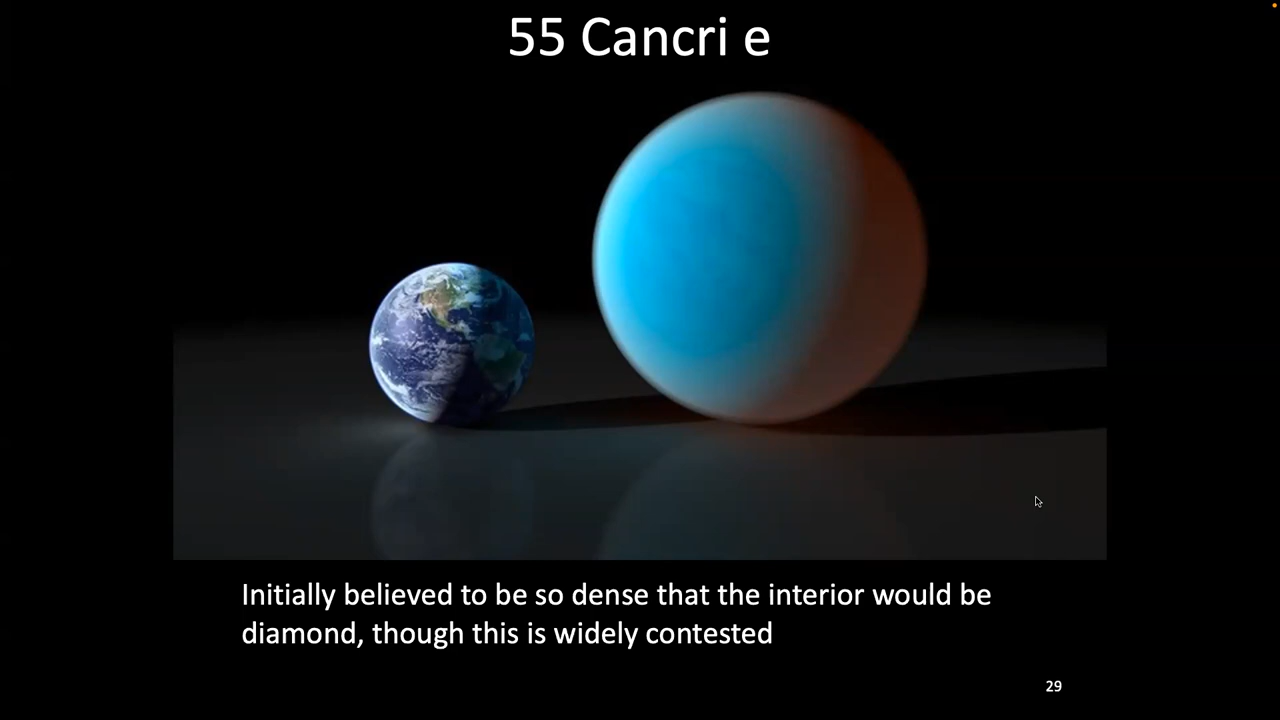 55 Cancri e
Initially believed to be so dense that the interior would be
diamond, though this is widely contested
29